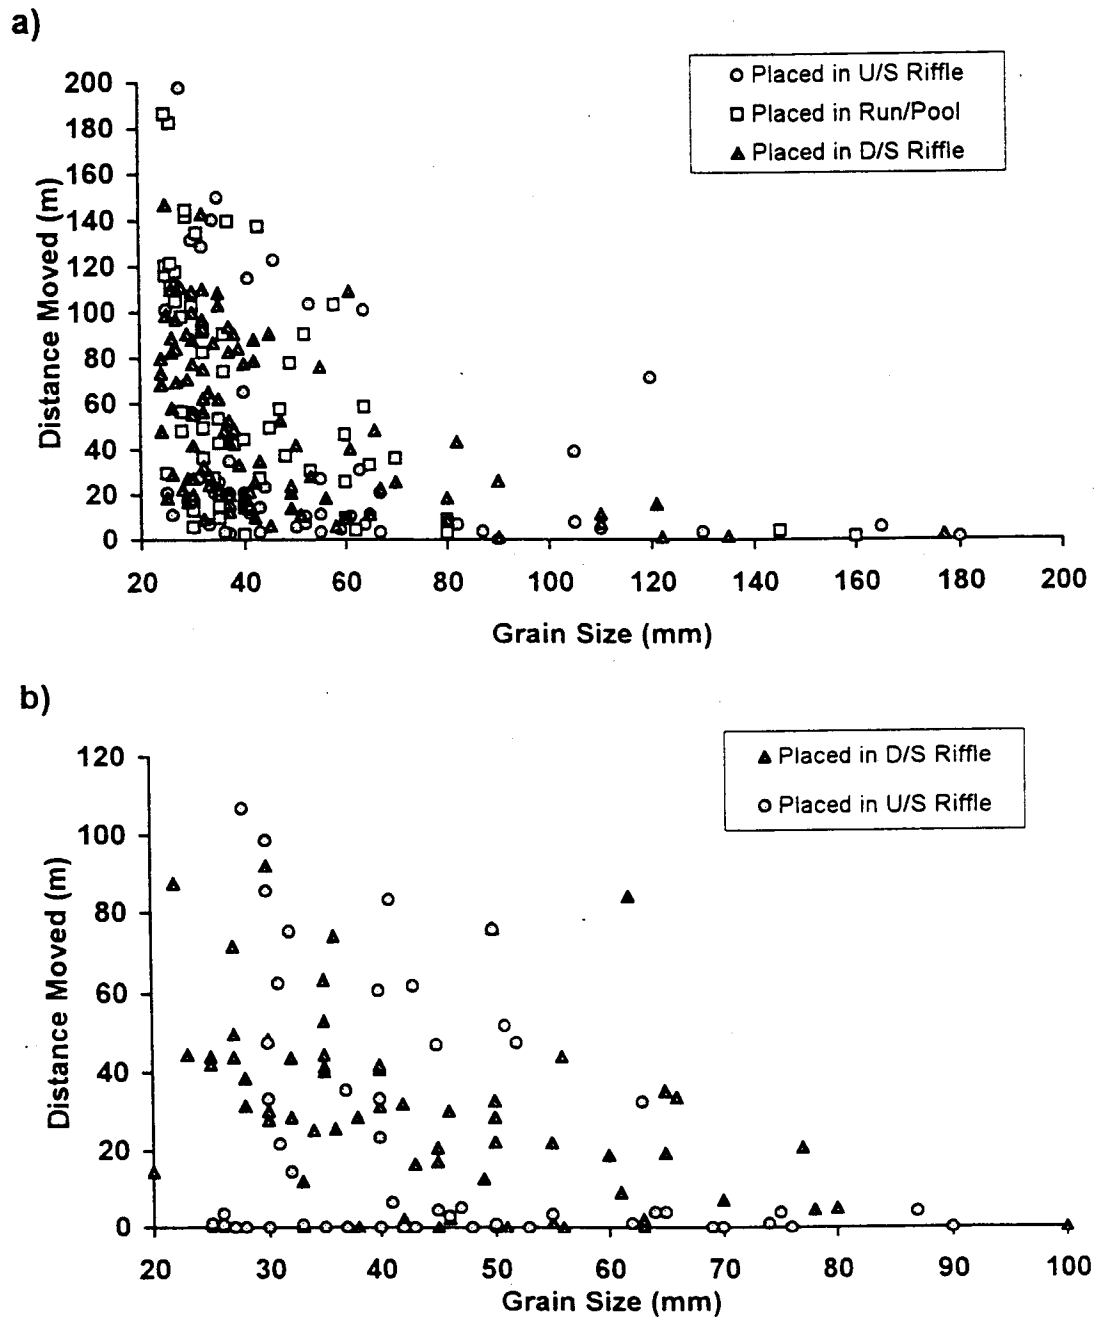 a)
Placed in U/S Riffle
Placed in Run/Pool
Placed in D/S Riffle
200
180
160
140
120
100
80
60
40
20
0
Distance Moved (m)
20 40 60 80 100 120 140 160 180 200
Grain Size (mm)
b)
Placed in D/S Riffle
Placed in U/S Riffle
120
100
80
60
40
20
0
Distance Moved (m)
20 30 40 50 60 70 80 90 100
Grain Size (mm)